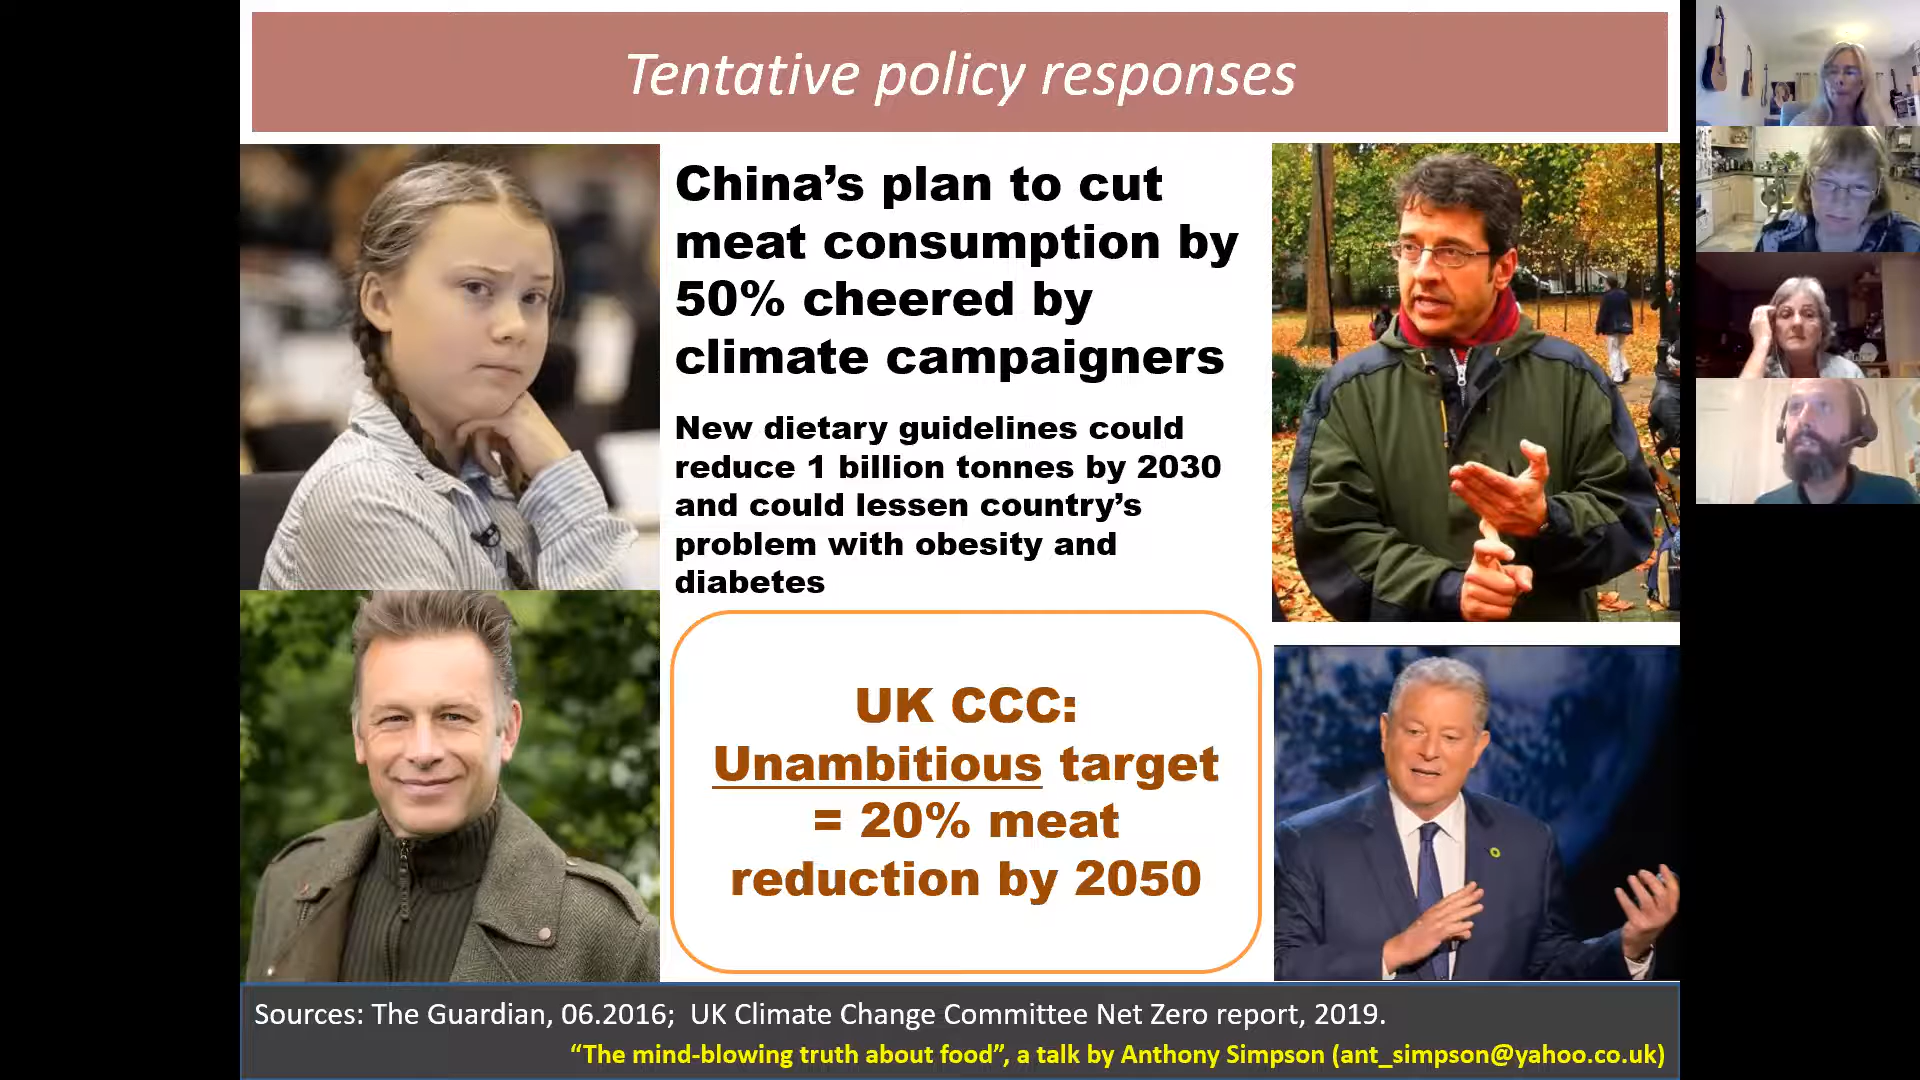 Tentative policy responses
China’s plan to cut
meat consumption by
50% cheered by
climate campaigners
New dietary guidelines could
reduce 1 billion tonnes by 2030
and could lessen country’s
problem with obesity and
diabetes
UK CCC:
Unambitious target
= 20% meat
reduction by 2050
Sources: The Guardian, 06.2016;  UK Climate Change Committee Net Zero report, 2019.
“The mind-blowing truth about food”, a talk by Anthony Simpson (ant_simpson@yahoo.co.uk)